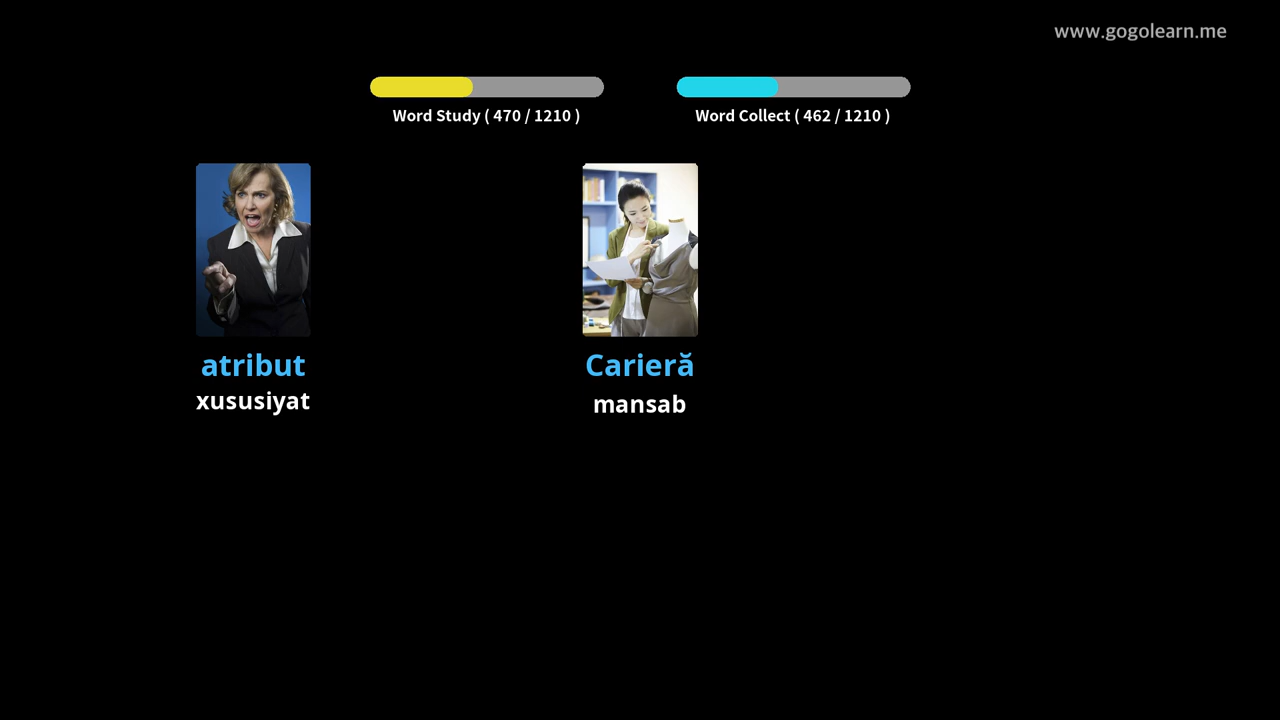 www.gogolearn.me
Word Study ( 470 / 1210 )
Word Collect ( 462 / 1210 )
atribut
xususiyat
Carieră
mansab